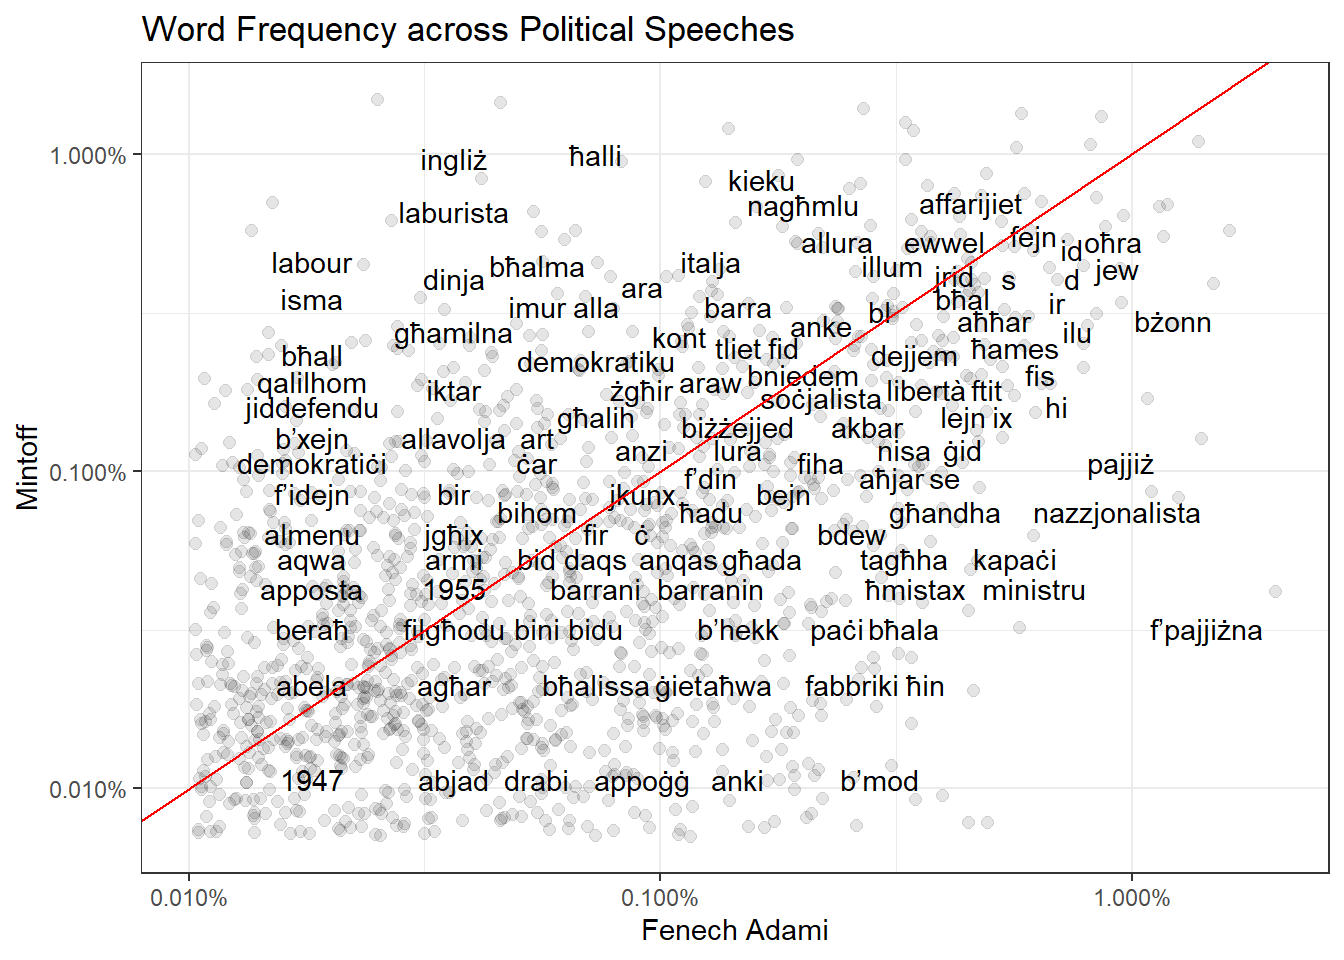 Word Frequency across Political Speeches
1.000%
ingliż ħalli
kieku
laburista nagħmlu affarijiet
allura ewwel fejn id oħra
labour dinja bħalma italja illum jrid s d jew
isma ara bħal ir
imur alla barra bl aħħar bżonn
għamilna kont anke ilu
bħall demokratiku tliet fid dejjem ħames
qalilhom iktar żgħir araw bniedem libertà ftit fis
jiddefendu għalih soċjalista lejn ix hi
b’xejn allavolja art anzi biżżejjed akbar
0.100%
demokratiċi ċar lura fiha nisa ġid pajjiż
f’idejn bir jkunx f’din bejn aħjar se
bihom ħadu għandha nazzjonalista
almenu jgħix fir ċ bdew
aqwa armi bid daqs anqas għada tagħha kapaċi
apposta 1955 barrani barranin ħmistax ministru
beraħ filgħodu bini bidu b’hekk paċi bħala f’pajjiżna
abela agħar bħalissa ġie taħwa fabbriki ħin
0.010%
1947 abjad drabi appoġġ anki b’mod
Mintoff
0.010% 0.100% 1.000%
Fenech Adami